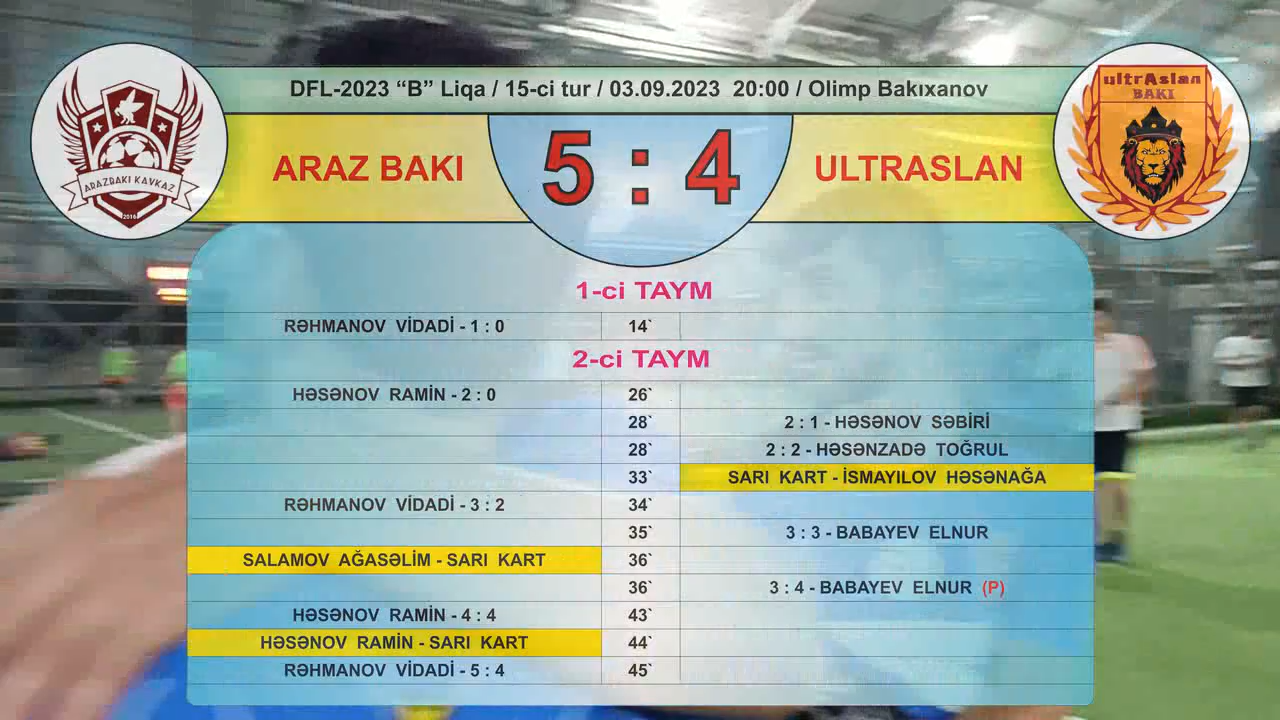 DFL-2023 “B” Liqa / 15-ci tur / 03.09.2023 20:00 / Olimp Bakıxanov
ARAZBAKI KAVKAZ
2016
ARAZ BAKI 5 : 4 ULTRASLAN
ultrAslan
BAKI
1-ci TAYM
RƏHMANOV VİDADİ - 1 : 0 14`
2-ci TAYM
HƏSƏNOV RAMİN - 2 : 0 26`
28` 2 : 1 - HƏSƏNOV SƏBİRİ
28` 2 : 2 - HƏSƏNZADƏ TOĞRUL
33` SARI KART - İSMAYILOV HƏSƏNAĞA
RƏHMANOV VİDADİ - 3 : 2 34`
35` 3 : 3 - BABAYEV ELNUR
SALAMOV AĞASƏLİM - SARI KART 36`
36` 3 : 4 - BABAYEV ELNUR (P)
HƏSƏNOV RAMİN - 4 : 4 43`
HƏSƏNOV RAMİN - SARI KART 44`
RƏHMANOV VİDADİ - 5 : 4 45`